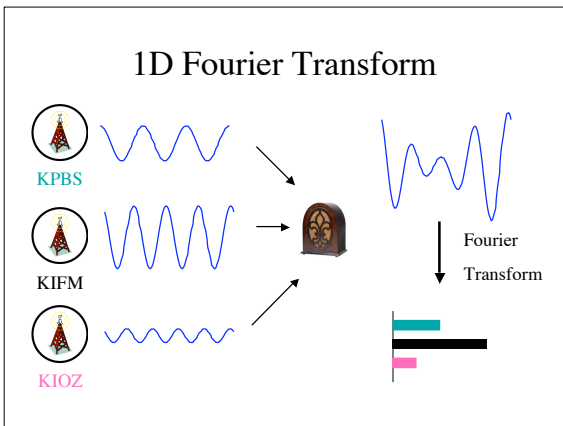 1D Fourier Transform
KPBS
KIFM
KIOZ
Fourier
Transform